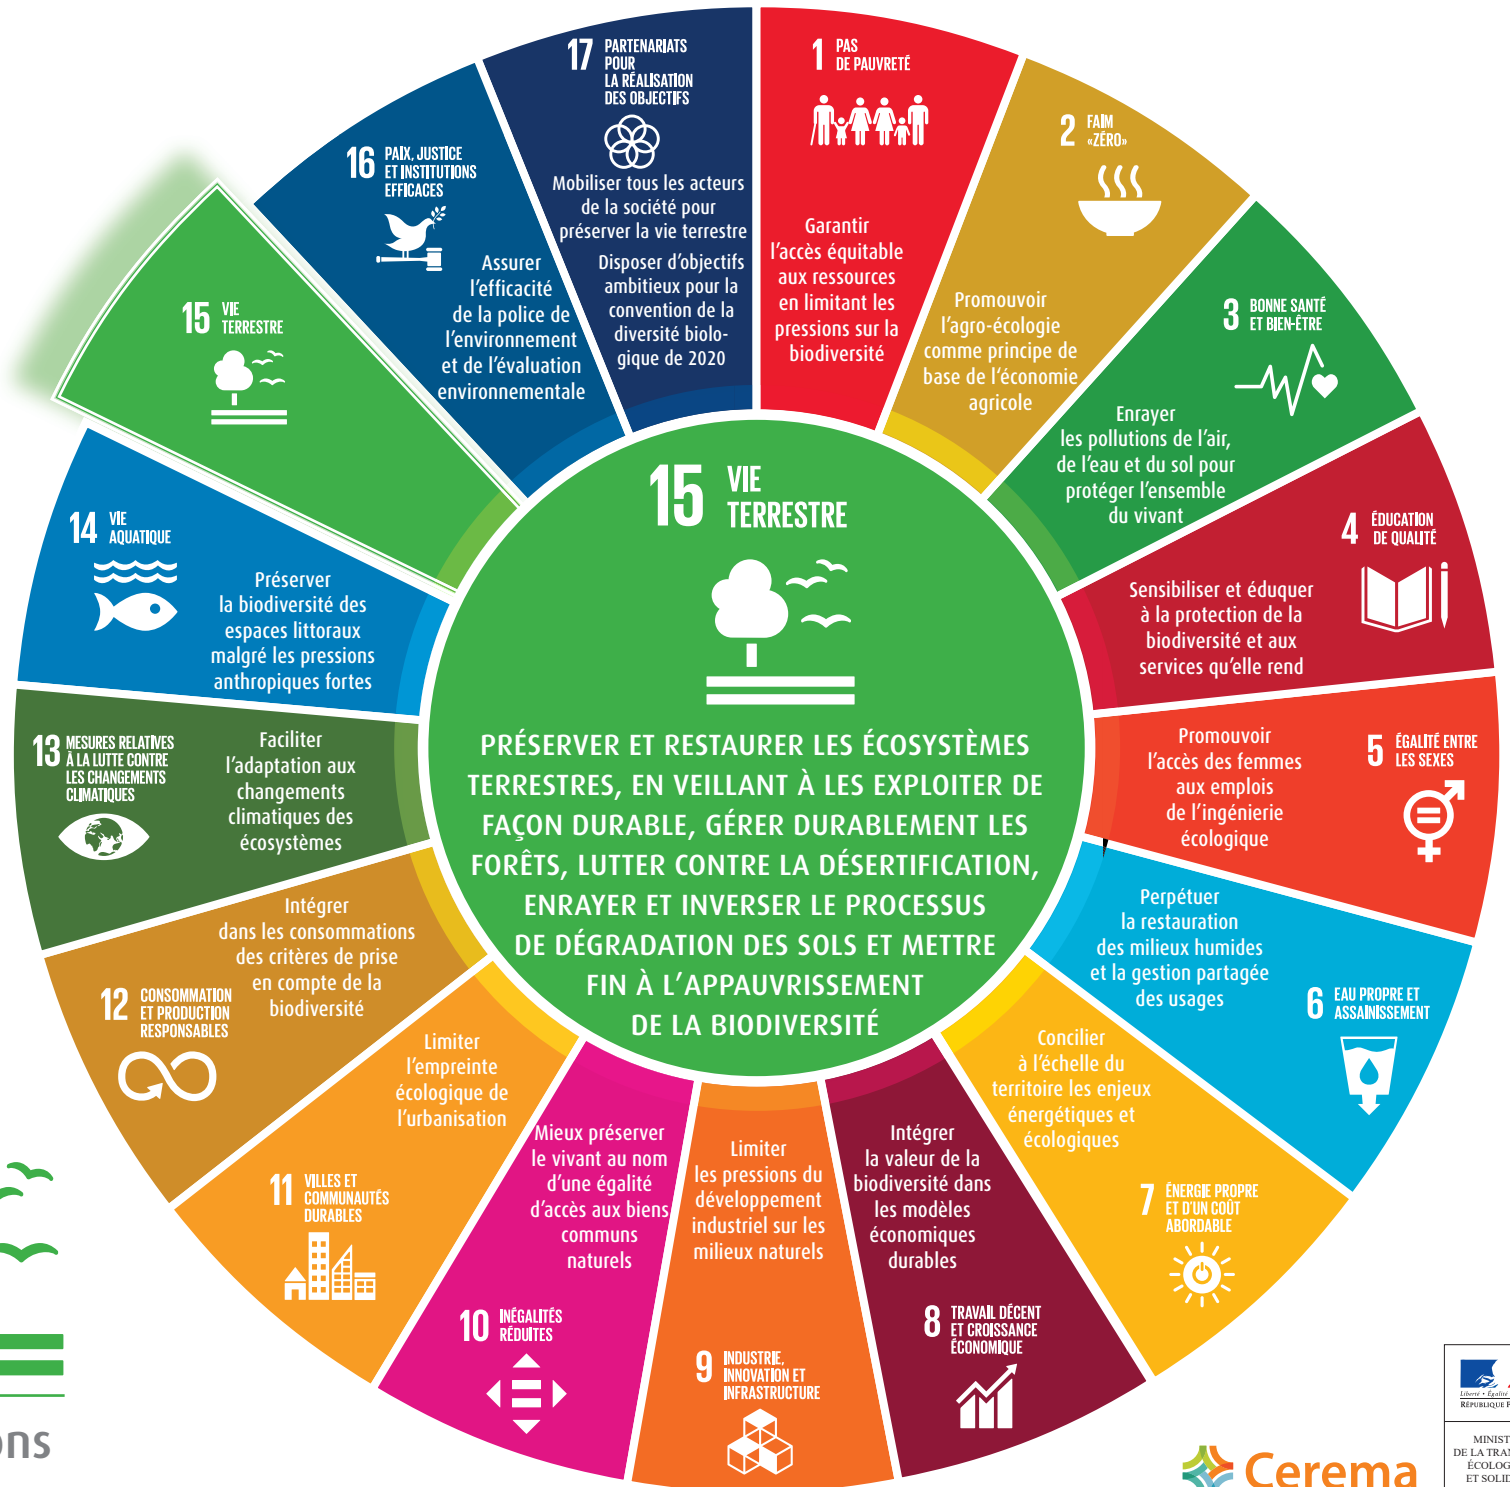 17 PARTENARIATS
POUR
LA RÉALISATION
DES OBJECTIFS
Mobiliser tous les acteurs
de la société pour
préserver la vie terrestre
Disposer d'objectifs
ambitieux pour la
convention de la
diversité biolo-
gique de 2020
1 PAS
DE PAUVRETÉ
Garantir
l'accès équitable
aux ressources
en limitant les
pressions sur la
biodiversité
2 FAIM
«ZÉRO»
Promouvoir
l'agro-écologie
comme principe de
base de l'économie
agricole
3 BONNE SANTÉ
ET BIEN-ÊTRE
Enrayer
les pollutions de l'air,
de l'eau et du sol pour
protéger l'ensemble
du vivant
4 ÉDUCATION
DE QUALITÉ
Sensibiliser et éduquer
à la protection de la
biodiversité et aux
services qu'elle rend
5 ÉGALITÉ ENTRE
LES SEXES
Promouvoir
l'accès des femmes
aux emplois
de l'ingénierie
écologique
6 EAU PROPRE ET
ASSAINISSEMENT
Perpétuer
la restauration
des milieux humides
et la gestion partagée
des usages
7 ÉNERGIE PROPRE
ET D'UN COÛT
ABORDABLE
Concilier
à l'échelle du
territoire les enjeux
énergétiques et
écologiques
8 TRAVAIL DÉCENT
ET CROISSANCE
ÉCONOMIQUE
Intégrer
la valeur de la
biodiversité dans
les modèles
économiques
durables
9 INDUSTRIE,
INNOVATION ET
INFRASTRUCTURE
Limiter
les pressions du
développement
industriel sur les
milieux naturels
10 INÉGALITÉS
RÉDUITES
Mieux préserver
le vivant au nom
d'une égalité
d'accès aux biens
communs
naturels
11 VILLES ET
COMMUNAUTÉS
DURABLES
Limiter
l'empreinte
écologique de
l'urbanisation
12 CONSOMMATION
ET PRODUCTION
RESPONSABLES
Intégrer
dans les consommations
des critères de prise
en compte de la
biodiversité
13 MESURES RELATIVES
À LA LUTTE CONTRE
LES CHANGEMENTS
CLIMATIQUES
Faciliter
l'adaptation aux
changements
climatiques des
écosystèmes
14 VIE
AQUATIQUE
Préserver
la biodiversité des
espaces littoraux
malgré les pressions
anthropiques fortes
15 VIE
TERRESTRE
16 PAIX, JUSTICE
ET INSTITUTIONS
EFFICACES
Assurer
l'efficacité
de la police de
l'environnement
et de l'évaluation
environnementale
15 VIE
TERRESTRE
PRÉSERVER ET RESTAURER LES ÉCOSYSTÈMES
TERRESTRES, EN VEILLANT À LES EXPLOITER DE
FAÇON DURABLE, GÉRER DURABLEMENT LES
FORÊTS, LUTTER CONTRE LA DÉSERTIFICATION,
ENRAYER ET INVERSER LE PROCESSUS
DE DÉGRADATION DES SOLS ET METTRE
FIN À L'APPAUVRISSEMENT
DE LA BIODIVERSITÉ
ons
Cerema
Liberté • Égalité
RÉPUBLIQUE F
MINIST
DE LA TRAN
ÉCOLOG
ET SOLID